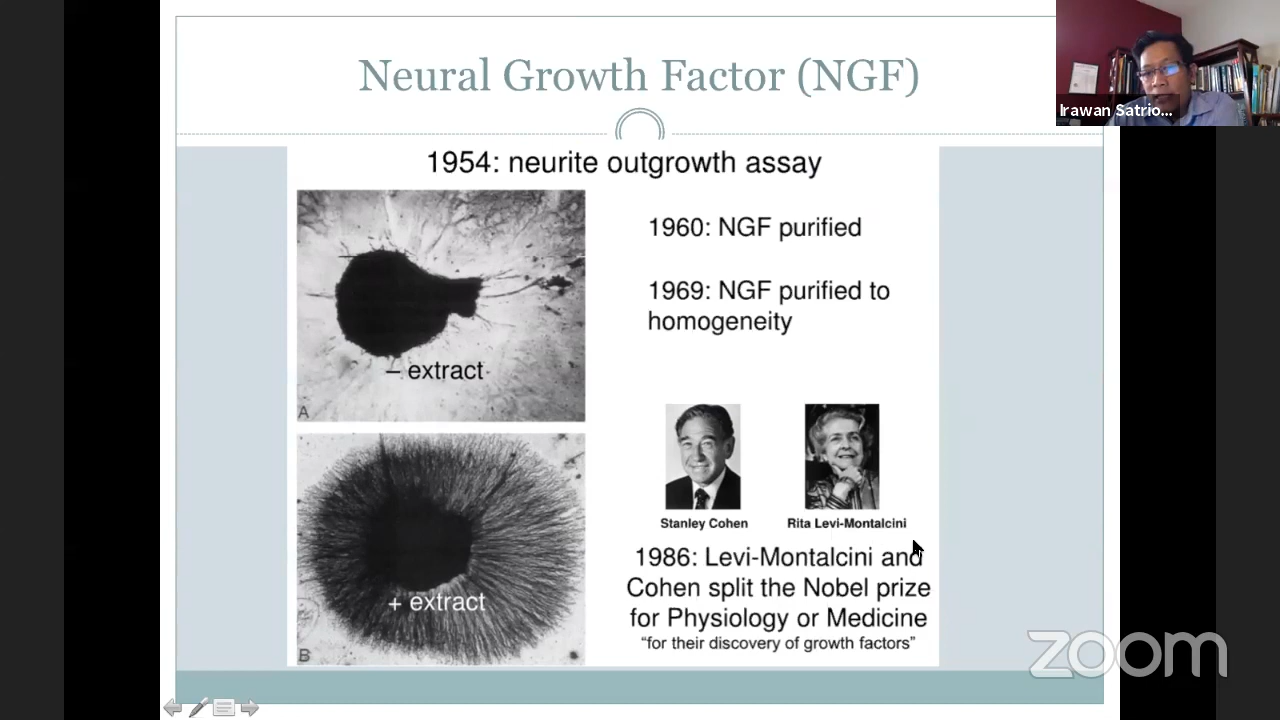 Neural Growth Factor (NGF)
Irawan Satrio...
1954: neurite outgrowth assay
– extract
A
1960: NGF purified
1969: NGF purified to
homogeneity
+ extract
B
Stanley Cohen
Rita Levi-Montalcini
1986: Levi-Montalcini and
Cohen split the Nobel prize
for Physiology or Medicine
“for their discovery of growth factors”
zoom